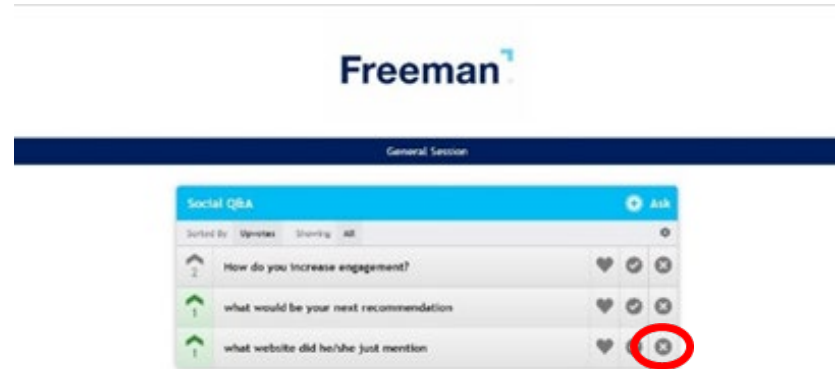 Freeman
General Session
Social Q&A Ask
Sorted By Upvotes Showing All
2 How do you increase engagement?
1 what would be your next recommendation
1 what website did he/she just mention